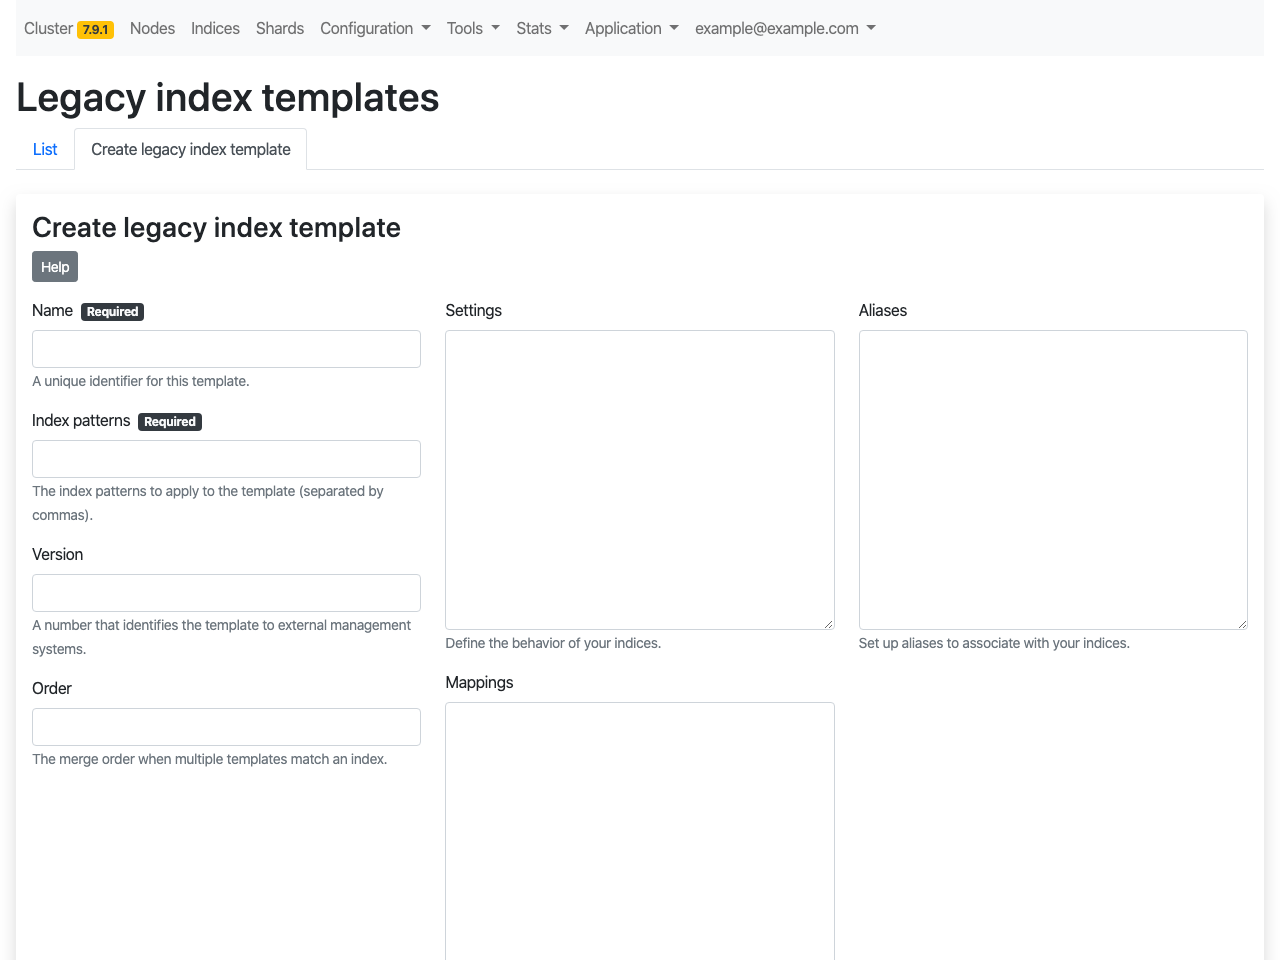 Cluster 7.9.1 Nodes Indices Shards Configuration Tools Stats Application example@example.com
Legacy index templates
List Create legacy index template
Create legacy index template
Help
Name Required
A unique identifier for this template.
Index patterns Required
The index patterns to apply to the template (separated by
commas).
Version
A number that identifies the template to external management
systems.
Order
The merge order when multiple templates match an index.
Settings
Define the behavior of your indices.
Mappings
Aliases
Set up aliases to associate with your indices.